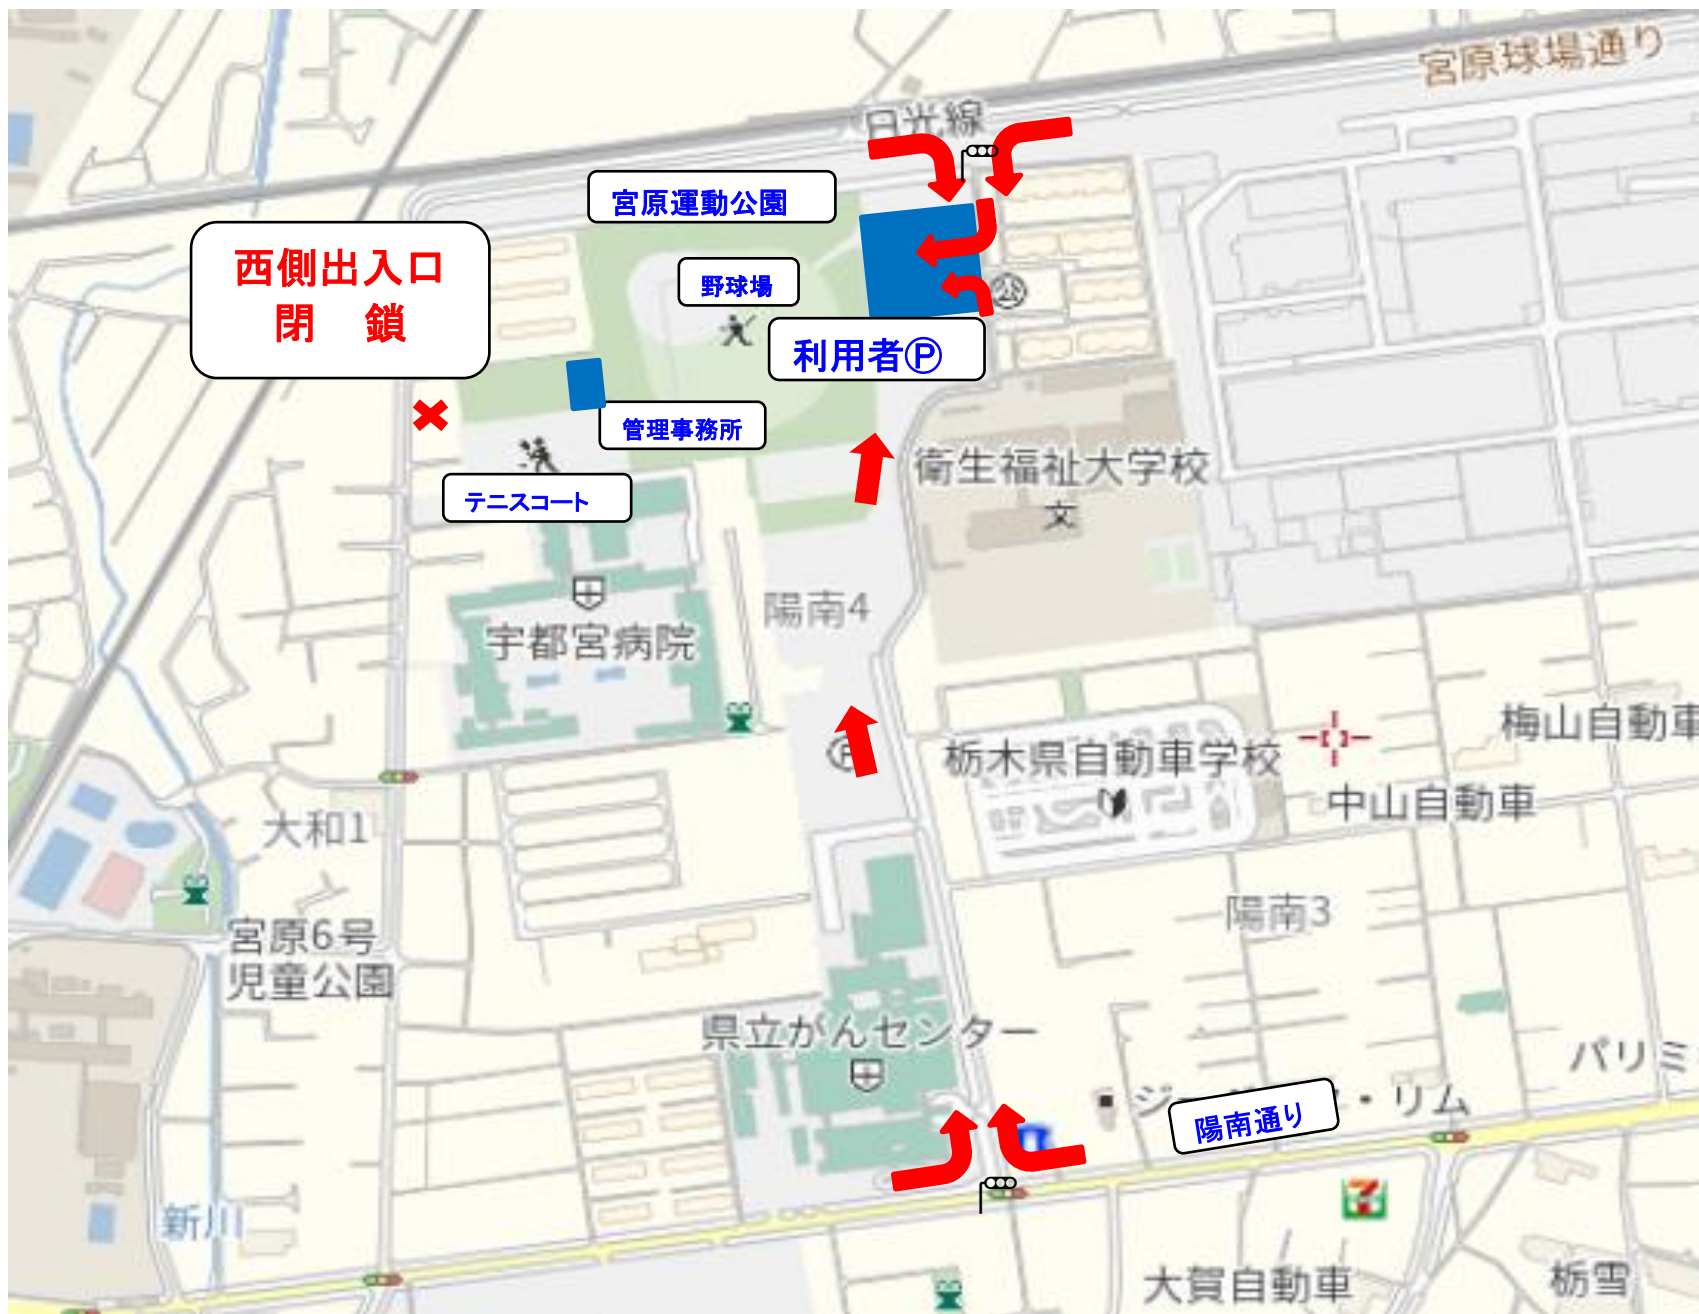 宮原球場通り
日光線
宮原運動公園
西側出入口
閉　鎖
野球場
利用者Ⓟ
管理事務所
衛生福祉大学校
文
テニスコート
陽南4
宇都宮病院
梅山自動車
栃木県自動車学校
中山自動車
大和1
陽南3
宮原6号
児童公園
県立がんセンター
パリミ
・リム
陽南通り
新川
7
大賀自動車
栃雪